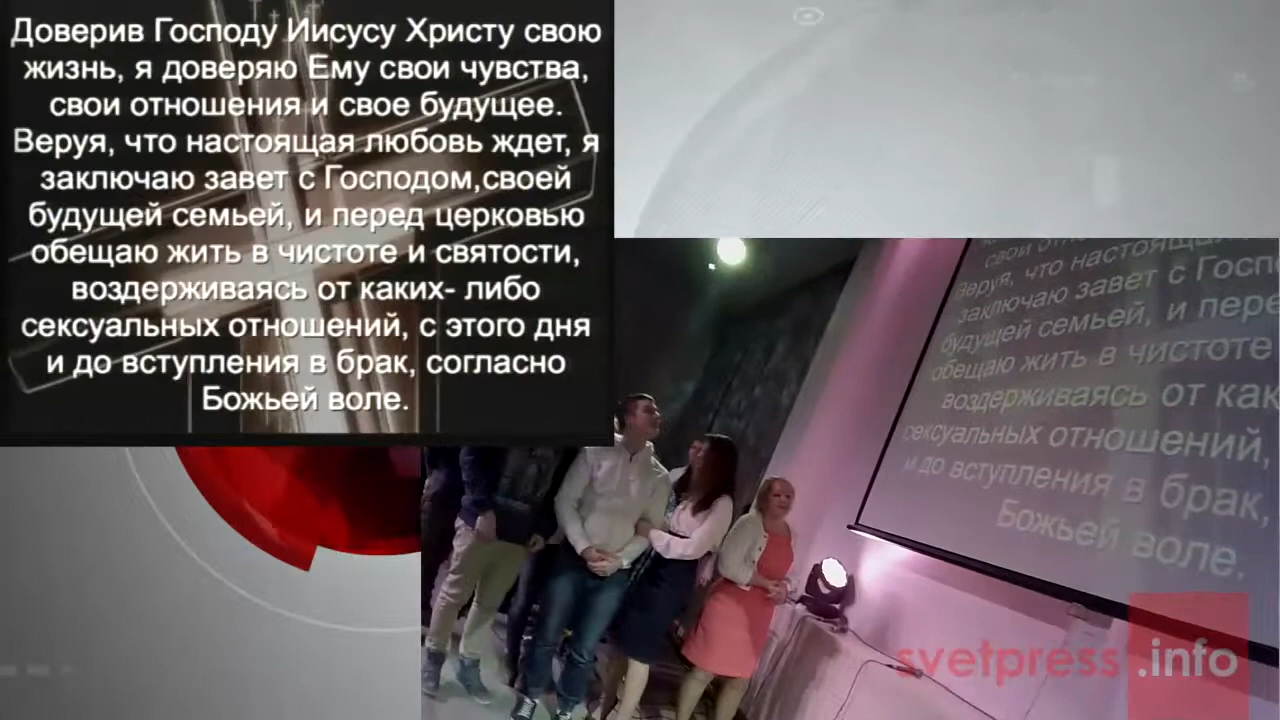 Доверив Господу Иисусу Христу свою
жизнь, я доверяю Ему свои чувства,
свои отношения и свое будущее.
Веруя, что настоящая любовь ждет, я
заключаю завет с Господом,своей
будущей семьей, и перед церковью
обещаю жить в чистоте и святости,
воздерживаясь от каких- либо
сексуальных отношений, с этого дня
и до вступления в брак, согласно
Божьей воле.
свои отно
Веруя, что настоящая
заключаю завет с Госп
будущей семьей, и пере
обещаю жить в чистоте
воздерживаясь от как
сексуальных отношений,
и до вступления в брак,
Божьей воле.
svetpress.info